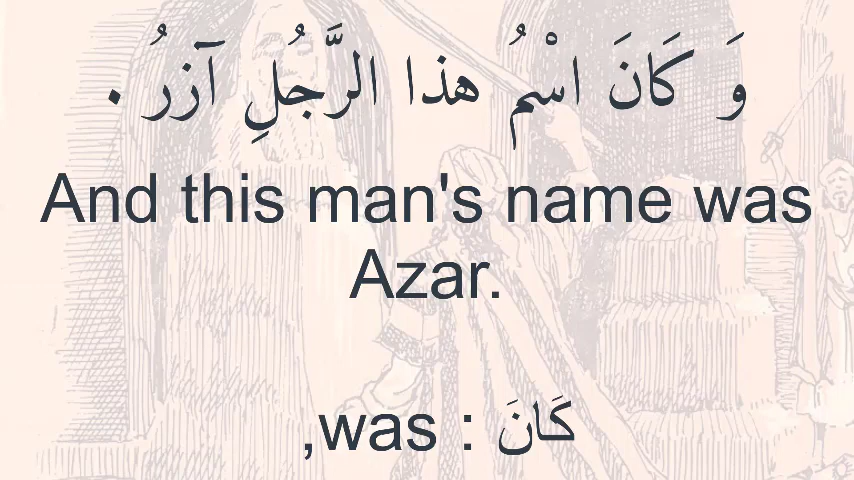 وَ كَانَ اسْمُ هذا الرَّجُلِ آزرُ .
And this man's name was
Azar.
كَانَ : was,